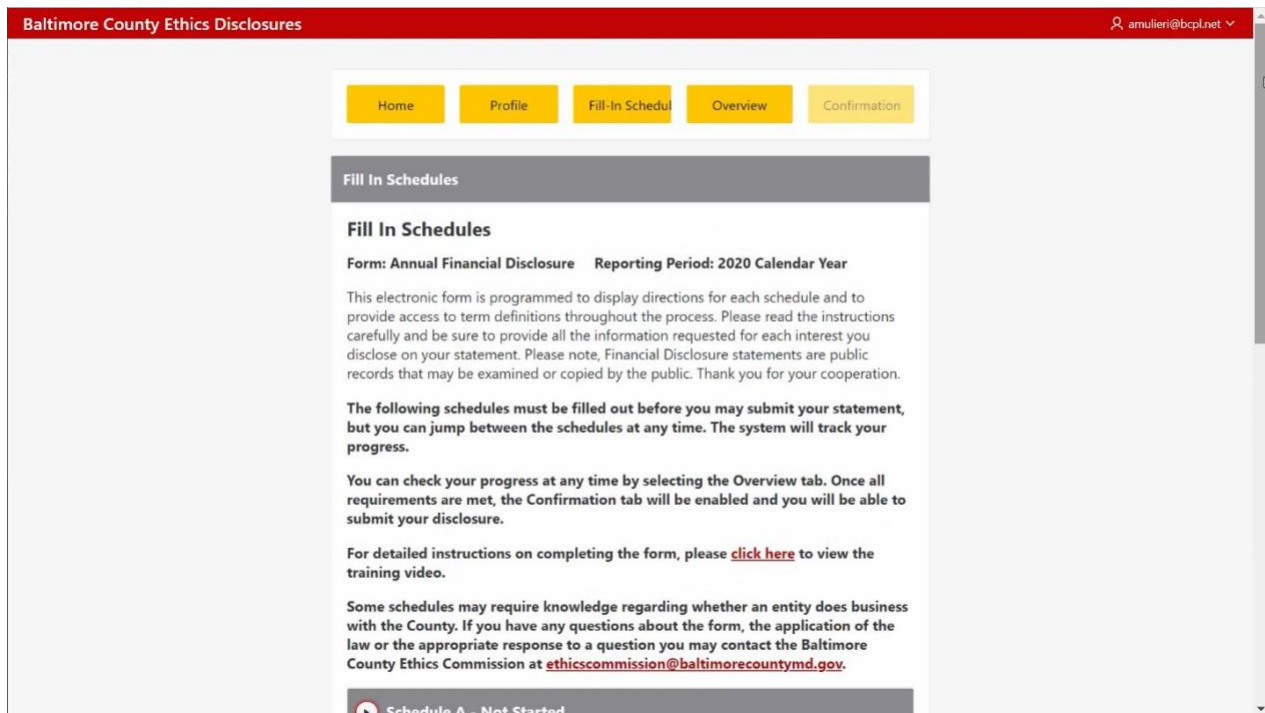 Baltimore County Ethics Disclosures
amulieri@bcpl.net
Home
Profile
Fill-In Schedul
Overview
Confirmation
Fill In Schedules
Fill In Schedules
Form: Annual Financial Disclosure Reporting Period: 2020 Calendar Year
This electronic form is programmed to display directions for each schedule and to
provide access to term definitions throughout the process. Please read the instructions
carefully and be sure to provide all the information requested for each interest you
disclose on your statement. Please note, Financial Disclosure statements are public
records that may be examined or copied by the public. Thank you for your cooperation.
The following schedules must be filled out before you may submit your statement,
but you can jump between the schedules at any time. The system will track your
progress.
You can check your progress at any time by selecting the Overview tab. Once all
requirements are met, the Confirmation tab will be enabled and you will be able to
submit your disclosure.
For detailed instructions on completing the form, please click here to view the
training video.
Some schedules may require knowledge regarding whether an entity does business
with the County. If you have any questions about the form, the application of the
law or the appropriate response to a question you may contact the Baltimore
County Ethics Commission at ethicscommission@baltimorecountymd.gov.
Schedule A - Not Started